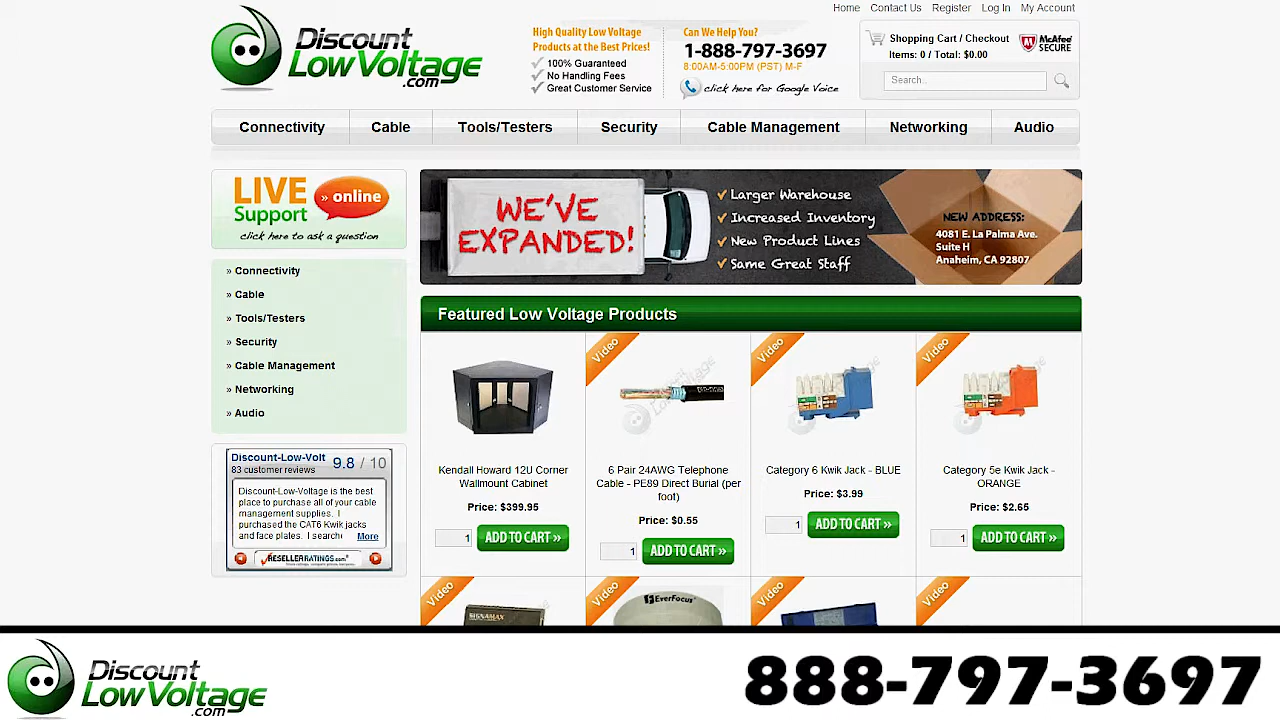 Home Contact Us Register Log In My Account
Discount
LowVoltage
.com
High Quality Low Voltage
Products at the Best Prices!
100% Guaranteed
No Handling Fees
Great Customer Service
Can We Help You?
1-888-797-3697
8:00AM-5:00PM (PST) M-F
click here for Google Voice
Shopping Cart / Checkout
Items: 0 / Total: $0.00
McAfee
SECURE
Search..
Connectivity Cable Tools/Testers Security Cable Management Networking Audio
LIVE
Support
» online
click here to ask a question
» Connectivity
» Cable
» Tools/Testers
» Security
» Cable Management
» Networking
» Audio
Discount-Low-Volt
83 customer reviews
9.8 / 10
Discount-Low-Voltage is the best
place to purchase all of your cable
management supplies. I
purchased the CAT6 Kwik jacks
and face plates. I searchi
More
RESELLERRATINGS.com
WE'VE
EXPANDED!
Larger Warehouse
Increased Inventory
New Product Lines
Same Great Staff
NEW ADDRESS:
4081 E. La Palma Ave.
Suite H
Anaheim, CA 92807
Featured Low Voltage Products
Video Video Video
Kendall Howard 12U Corner
Wallmount Cabinet
Price: $399.95
1 ADD TO CART »
6 Pair 24AWG Telephone
Cable - PE89 Direct Burial (per
foot)
Price: $0.55
1 ADD TO CART »
Category 6 Kwik Jack - BLUE
Price: $3.99
1 ADD TO CART »
Category 5e Kwik Jack -
ORANGE
Price: $2.65
1 ADD TO CART »
Video Video Video Video
SIGNAMAX
EverFocus
Discount
LowVoltage
.com
888-797-3697